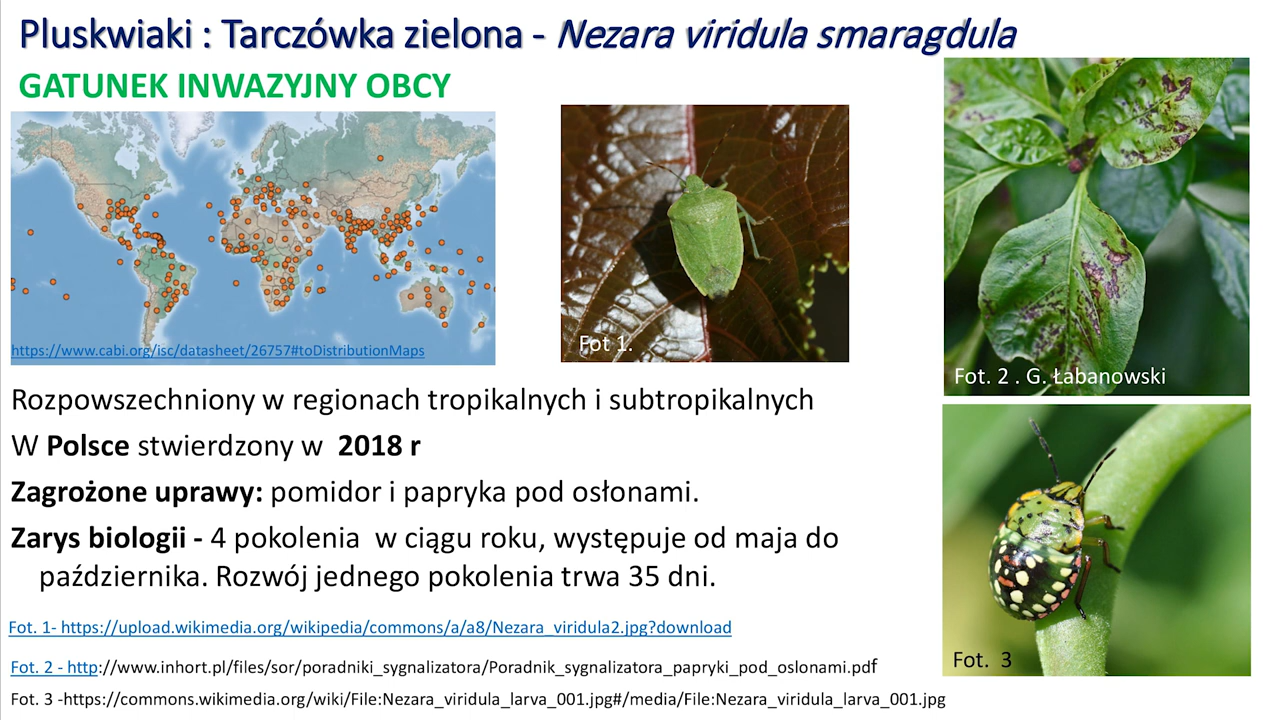 Pluskwiaki : Tarczówka zielona - Nezara viridula smaragdula
GATUNEK INWAZYJNY OBCY
https://www.cabi.org/isc/datasheet/26757#toDistributionMaps
Fot 1.
Fot. 2 . G. Łabanowski
Rozpowszechniony w regionach tropikalnych i subtropikalnych
W Polsce stwierdzony w 2018 r
Zagrożone uprawy: pomidor i papryka pod osłonami.
Zarys biologii - 4 pokolenia w ciągu roku, występuje od maja do
października. Rozwój jednego pokolenia trwa 35 dni.
Fot. 3
Fot. 1- https://upload.wikimedia.org/wikipedia/commons/a/a8/Nezara_viridula2.jpg?download
Fot. 2 - http://www.inhort.pl/files/sor/poradniki_sygnalizatora/Poradnik_sygnalizatora_papryki_pod_oslonami.pdf
Fot. 3 -https://commons.wikimedia.org/wiki/File:Nezara_viridula_larva_001.jpg#/media/File:Nezara_viridula_larva_001.jpg